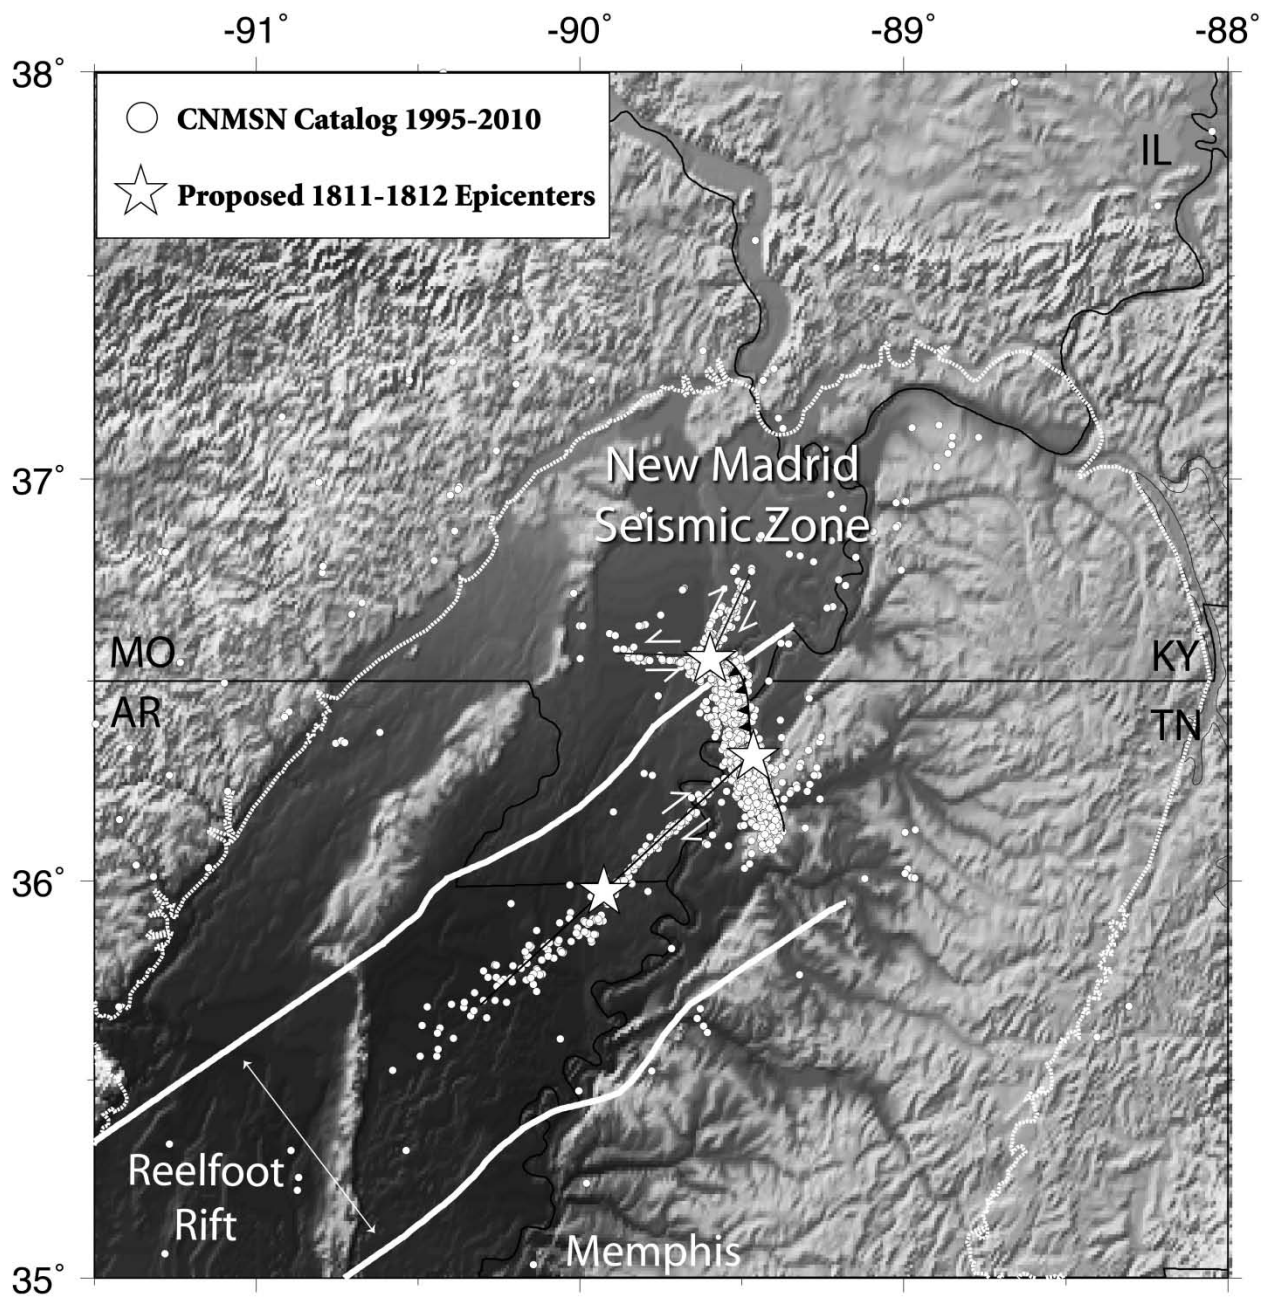 -91°
-90°
-89°
-88°
38°
CNMSN Catalog 1995-2010
Proposed 1811-1812 Epicenters
IL
37°
New Madrid
Seismic Zone
MO
KY
AR
TN
36°
Reelfoot
Rift
Memphis
35°